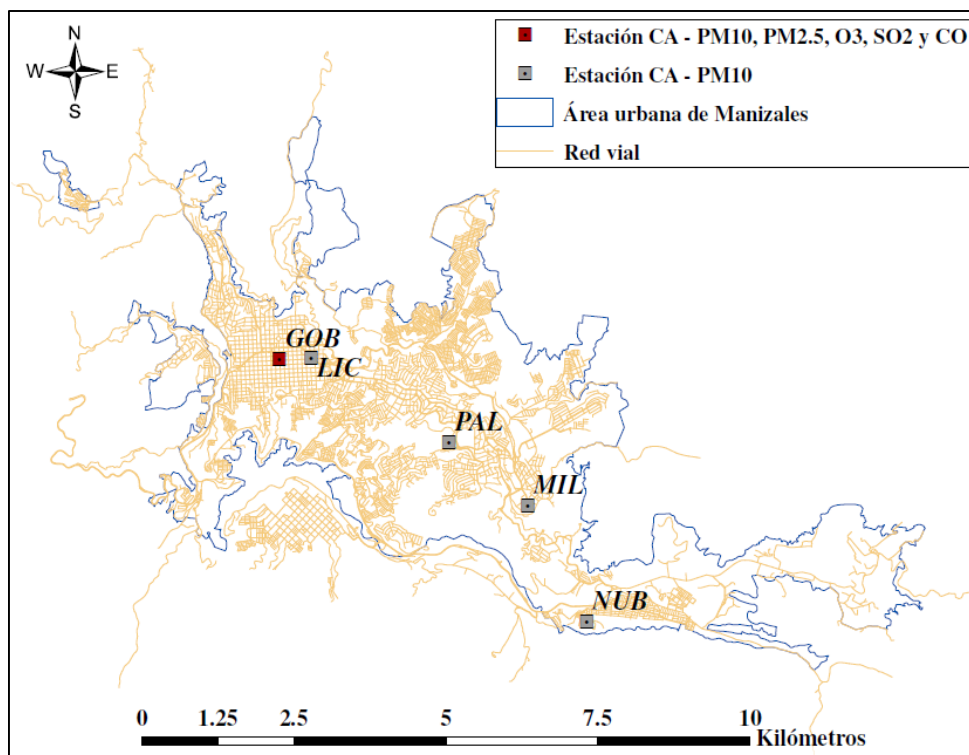 Estación CA - PM10, PM2.5, O3, SO2 y CO
Estación CA - PM10
Área urbana de Manizales
Red vial
N
W E
S
GOB
LIC
PAL
MIL
NUB
0 1.25 2.5 5 7.5 10
Kilómetros